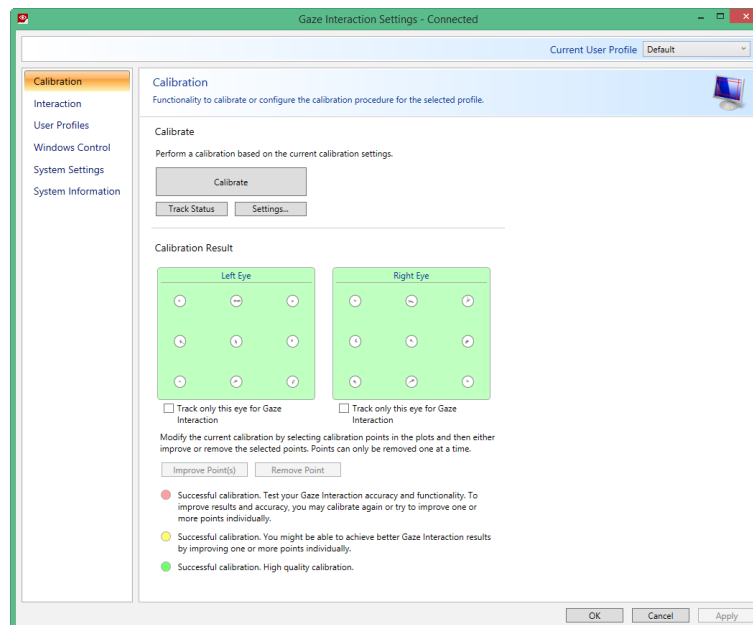 Gaze Interaction Settings - Connected
Current User Profile Default
Calibration
Interaction
User Profiles
Windows Control
System Settings
System Information
Calibration
Functionality to calibrate or configure the calibration procedure for the selected profile.
Calibrate
Perform a calibration based on the current calibration settings.
Calibrate
Track Status Settings...
Calibration Result
Left Eye Right Eye
Track only this eye for Gaze
Interaction
Track only this eye for Gaze
Interaction
Modify the current calibration by selecting calibration points in the plots and then either
improve or remove the selected points. Points can only be removed one at a time.
Improve Point(s) Remove Point
Successful calibration. Test your Gaze Interaction accuracy and functionality. To
improve results and accuracy, you may calibrate again or try to improve one or
more points individually.
Successful calibration. You might be able to achieve better Gaze Interaction results
by improving one or more points individually.
Successful calibration. High quality calibration.
OK Cancel Apply